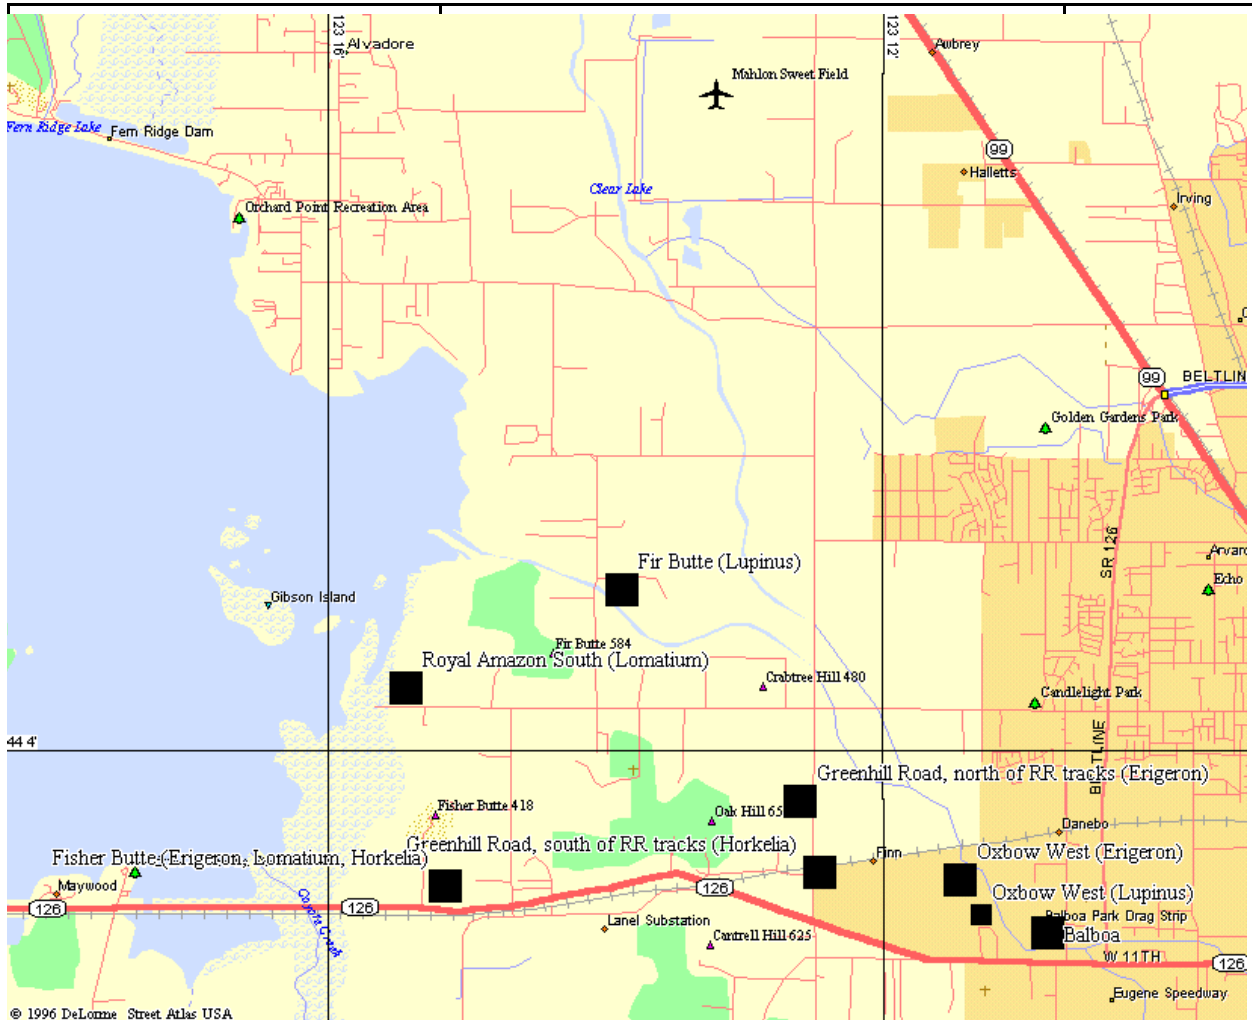 123 16'
Alvadore
123 12'
Awbrey
Mahlon Sweet Field
Fern Ridge Lake
Fern Ridge Dam
99
Halletts
Clear Lake
Irving
Orchard Point Recreation Area
99
BELTLIN
Golden Gardens Park
SR 126
Arvard
Echo
Fir Butte (Lupinus)
Gibson Island
Fir Butte 584
Royal Amazon South (Lomatium)
Crabtree Hill 480
Candlelight Park
44 4'
Greenhill Road, north of RR tracks (Erigeron)
Fisher Butte 418
Oak Hill 65
Danebo
Greenhill Road, south of RR tracks (Horkelia)
Fisher Butte (Erigeron, Lomatium, Horkelia)
Finn
Oxbow West (Erigeron)
Maywood
126
126
126
Coyote Creek
Oxbow West (Lupinus)
Lanel Substation
Balboa Park Drag Strip
Balboa
Cantrell Hill 625
W 11TH
126
Eugene Speedway
© 1996 DeLorme Street Atlas USA